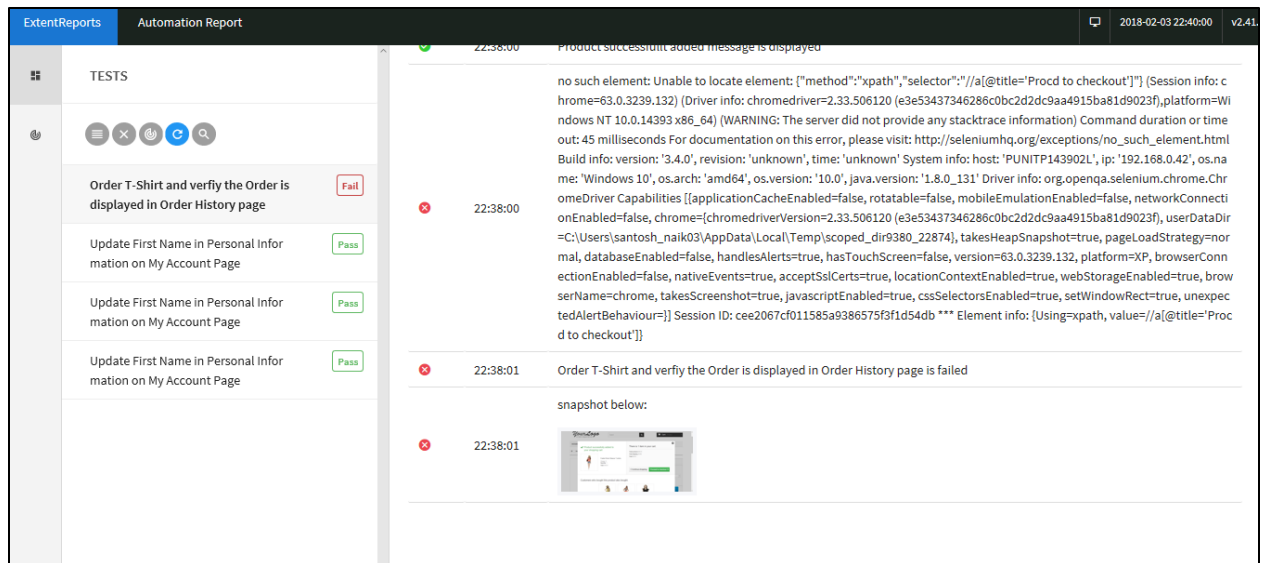 ExtentReports Automation Report 2018-02-03 22:40:00 v2.41.
TESTS
Order T-Shirt and verfiy the Order is
displayed in Order History page
Fail
Update First Name in Personal Infor
mation on My Account Page
Pass
Update First Name in Personal Infor
mation on My Account Page
Pass
Update First Name in Personal Infor
mation on My Account Page
Pass
22:38:00 Product successfullt added message is displayed
22:38:00
no such element: Unable to locate element: {"method":"xpath","selector":"//a[@title='Procd to checkout']"} (Session info: c
hrome=63.0.3239.132) (Driver info: chromedriver=2.33.506120 (e3e53437346286c0bc2d2dc9aa4915ba81d9023f),platform=Wi
ndows NT 10.0.14393 x86_64) (WARNING: The server did not provide any stacktrace information) Command duration or time
out: 45 milliseconds For documentation on this error, please visit: http://seleniumhq.org/exceptions/no_such_element.html
Build info: version: '3.4.0', revision: 'unknown', time: 'unknown' System info: host: 'PUNITP143902L', ip: '192.168.0.42', os.na
me: 'Windows 10', os.arch: 'amd64', os.version: '10.0', java.version: '1.8.0_131' Driver info: org.openqa.selenium.chrome.Chr
omeDriver Capabilities [{applicationCacheEnabled=false, rotatable=false, mobileEmulationEnabled=false, networkConnecti
onEnabled=false, chrome={chromedriverVersion=2.33.506120 (e3e53437346286c0bc2d2dc9aa4915ba81d9023f), userDataDir
=C:\Users\santosh_naik03\AppData\Local\Temp\scoped_dir9380_22874}, takesHeapSnapshot=true, pageLoadStrategy=nor
mal, databaseEnabled=false, handlesAlerts=true, hasTouchScreen=false, version=63.0.3239.132, platform=XP, browserConn
ectionEnabled=false, nativeEvents=true, acceptSslCerts=true, locationContextEnabled=true, webStorageEnabled=true, brow
serName=chrome, takesScreenshot=true, javascriptEnabled=true, cssSelectorsEnabled=true, setWindowRect=true, unexpec
tedAlertBehaviour=}] Session ID: cee2067cf011585a9386575f3f1d54db *** Element info: {Using=xpath, value=//a[@title='Proc
d to checkout']}
22:38:01 Order T-Shirt and verfiy the Order is displayed in Order History page is failed
snapshot below:
22:38:01